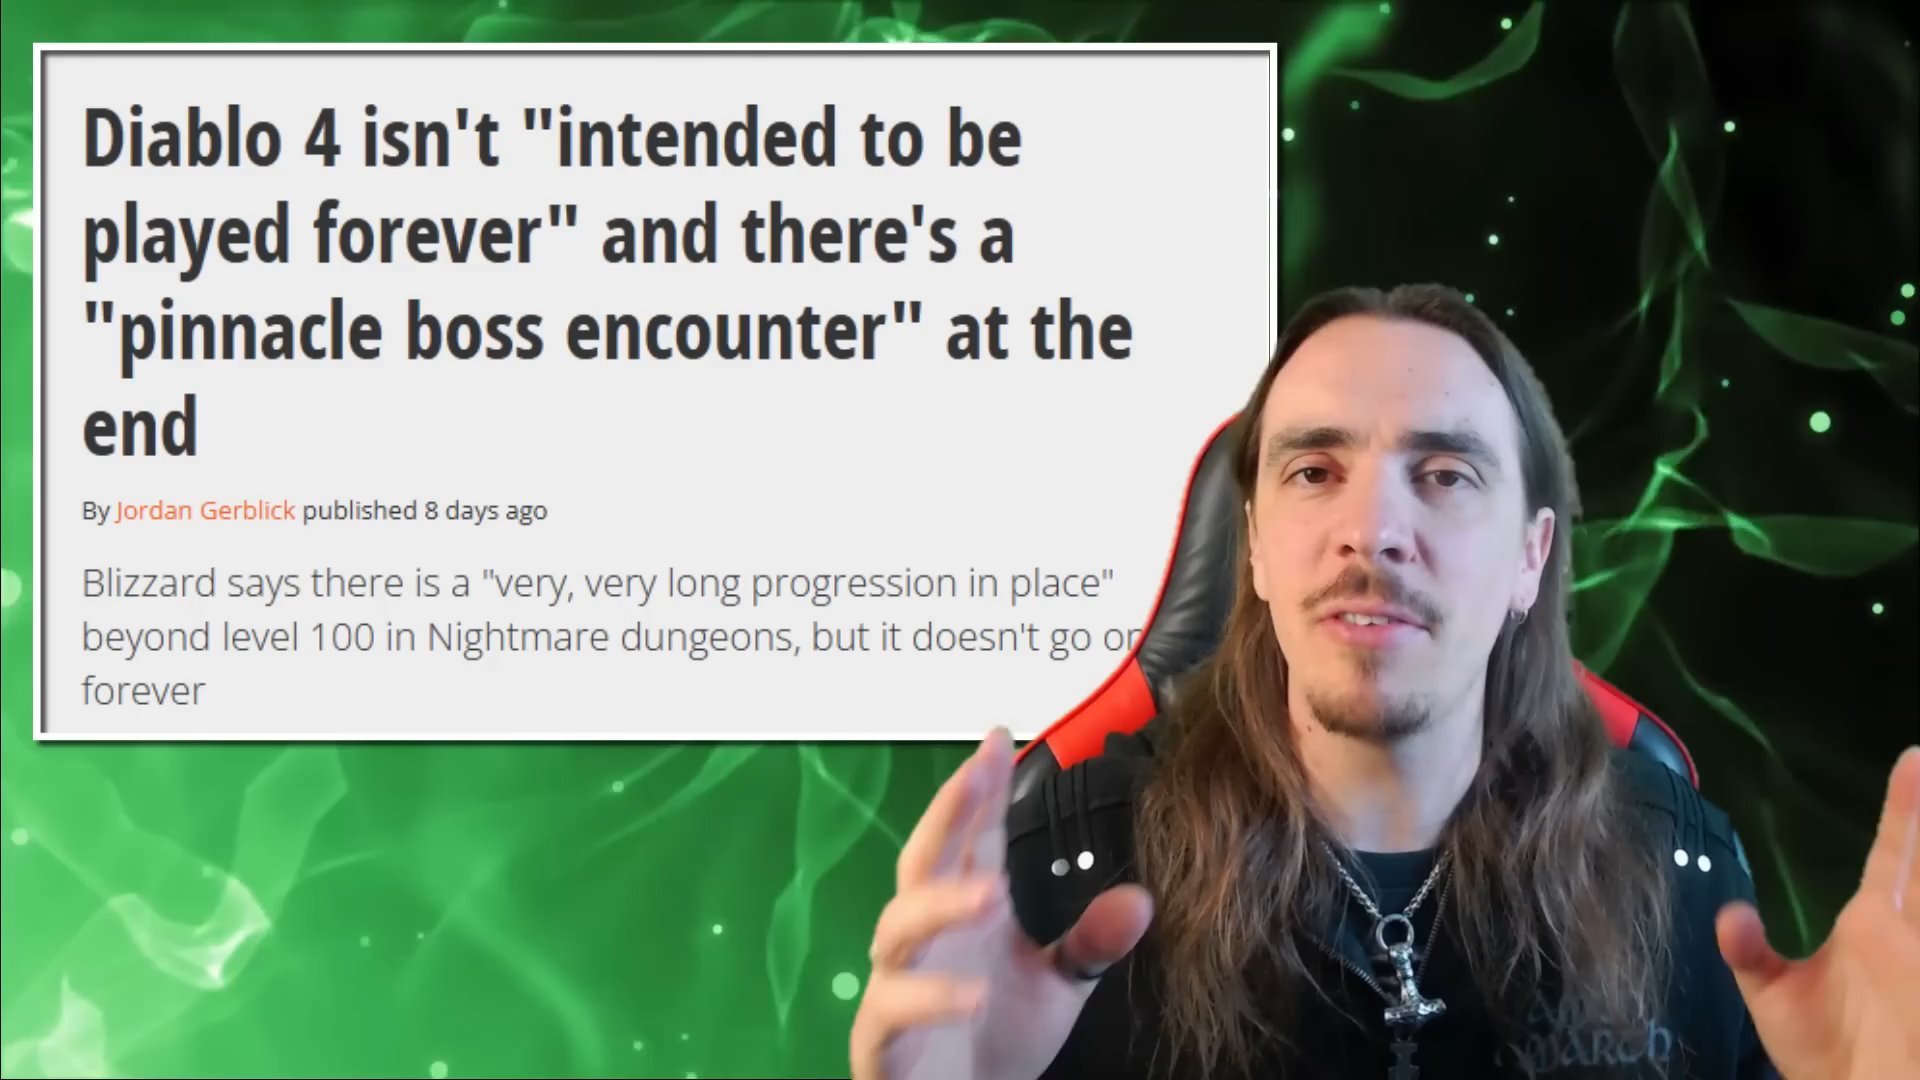 Diablo 4 isn't "intended to be
played forever" and there's a
"pinnacle boss encounter" at the
end
By Jordan Gerblick published 8 days ago
Blizzard says there is a "very, very long progression in place"
beyond level 100 in Nightmare dungeons, but it doesn't go on
forever